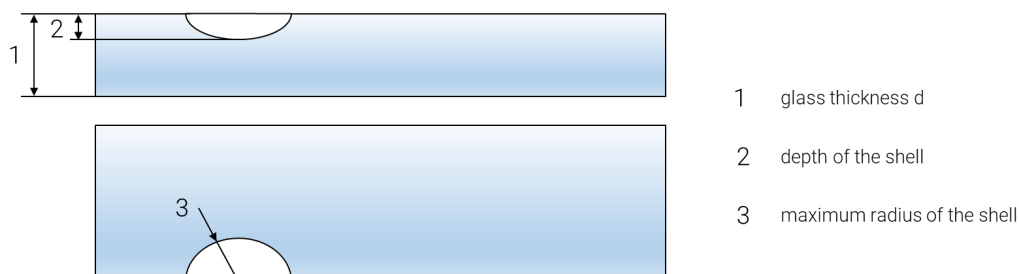 2
1
3
1 glass thickness d
2 depth of the shell
3 maximum radius of the shell